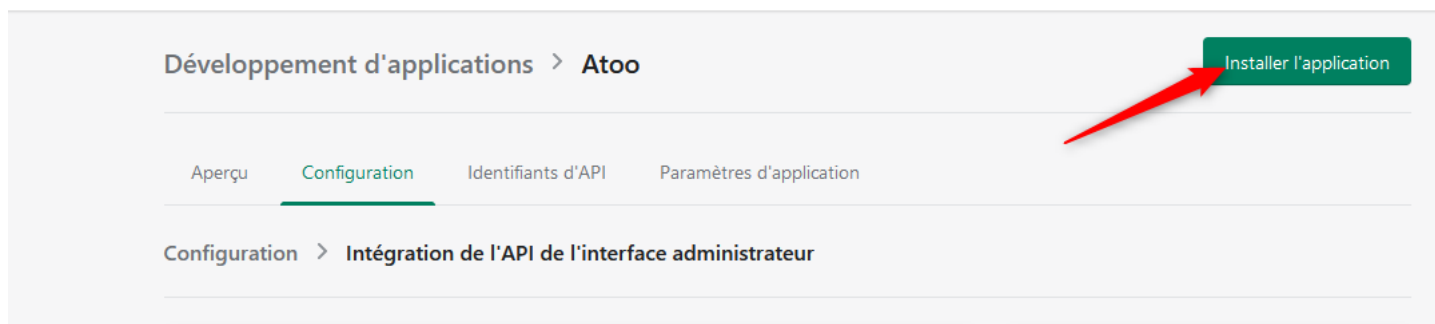 Développement d'applications > Atoo
Installer l'application
Aperçu Configuration Identifiants d'API Paramètres d'application
Configuration > Intégration de l'API de l'interface administrateur